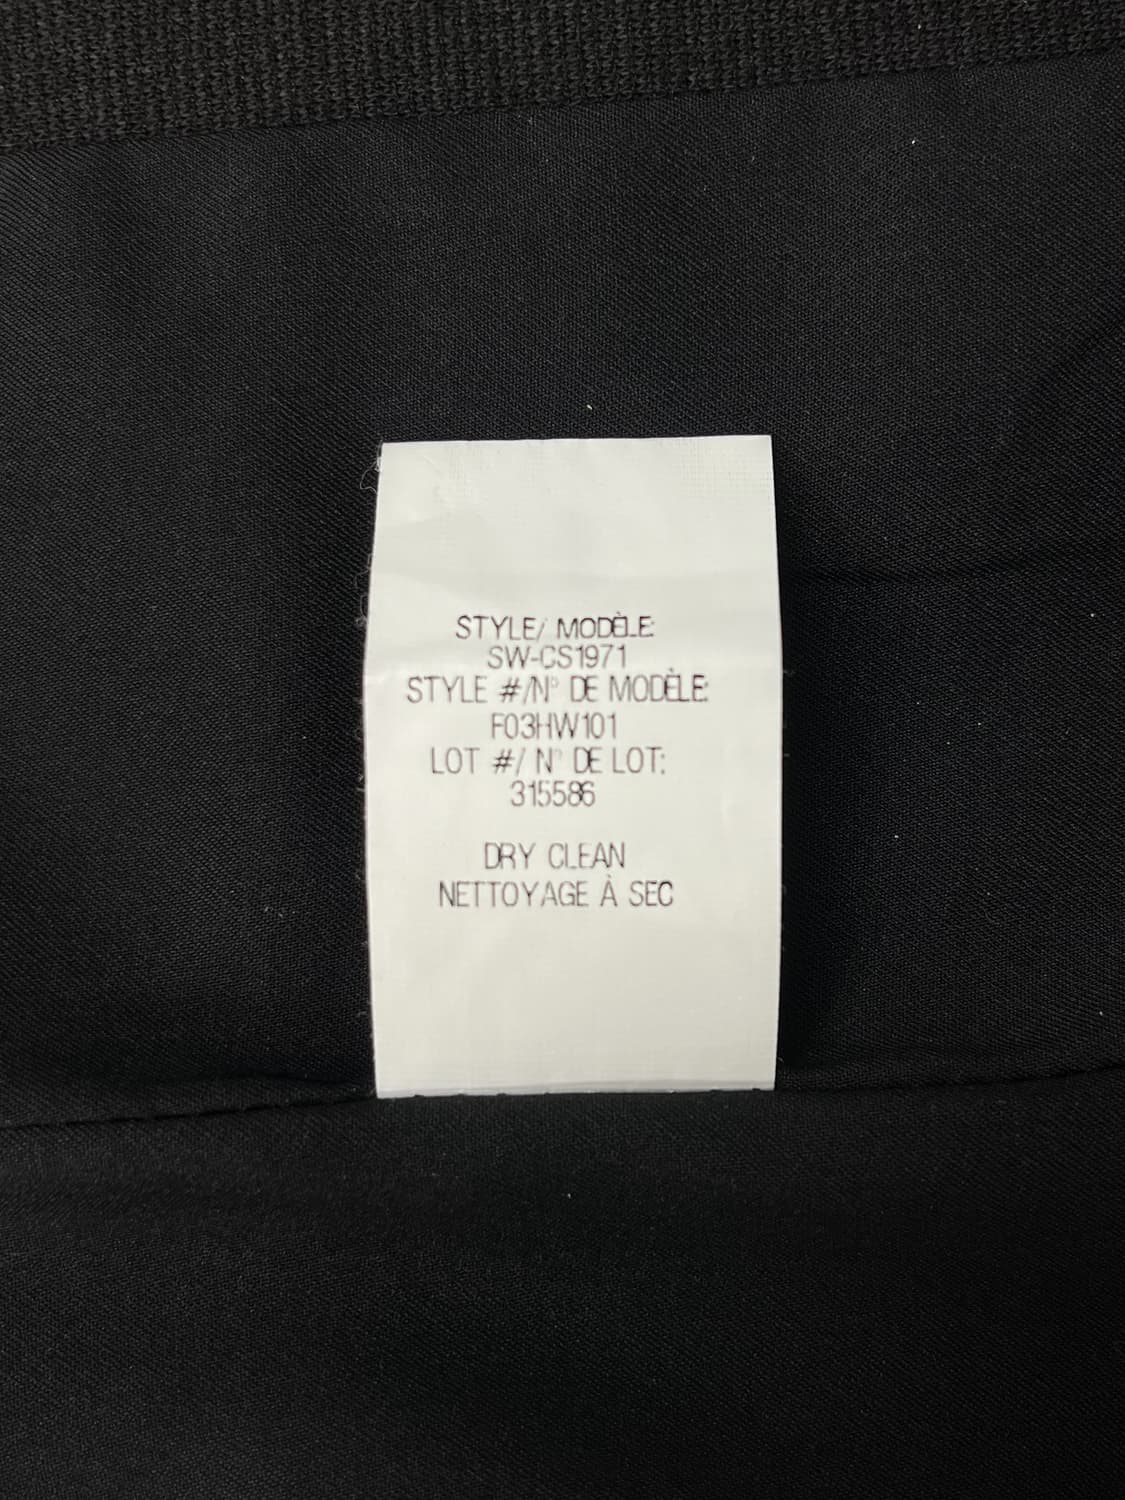 STYLE/ MODÈLE:
SW-CS1971
STYLE #/N° DE MODÈLE:
F03HW101
LOT #/ N° DE LOT:
315586
DRY CLEAN
NETTOYAGE À SEC